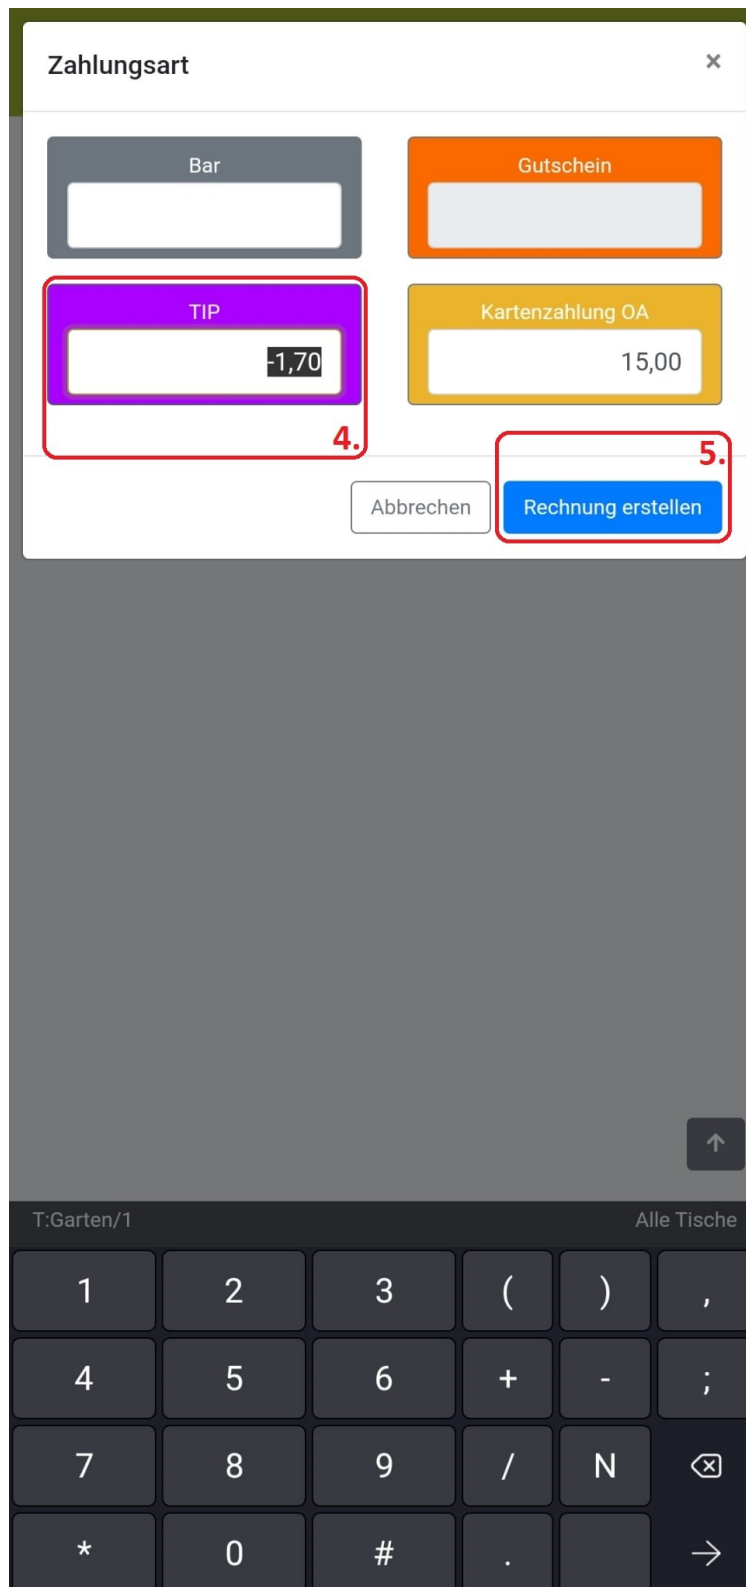 Zahlungsart ×
Bar Gutschein
TIP Kartenzahlung OA
-1,70 15,00
4. 5.
Abbrechen Rechnung erstellen
T:Garten/1 Alle Tische
1 2 3 ( ) ,
4 5 6 + - ;
7 8 9 / N
* 0 # .